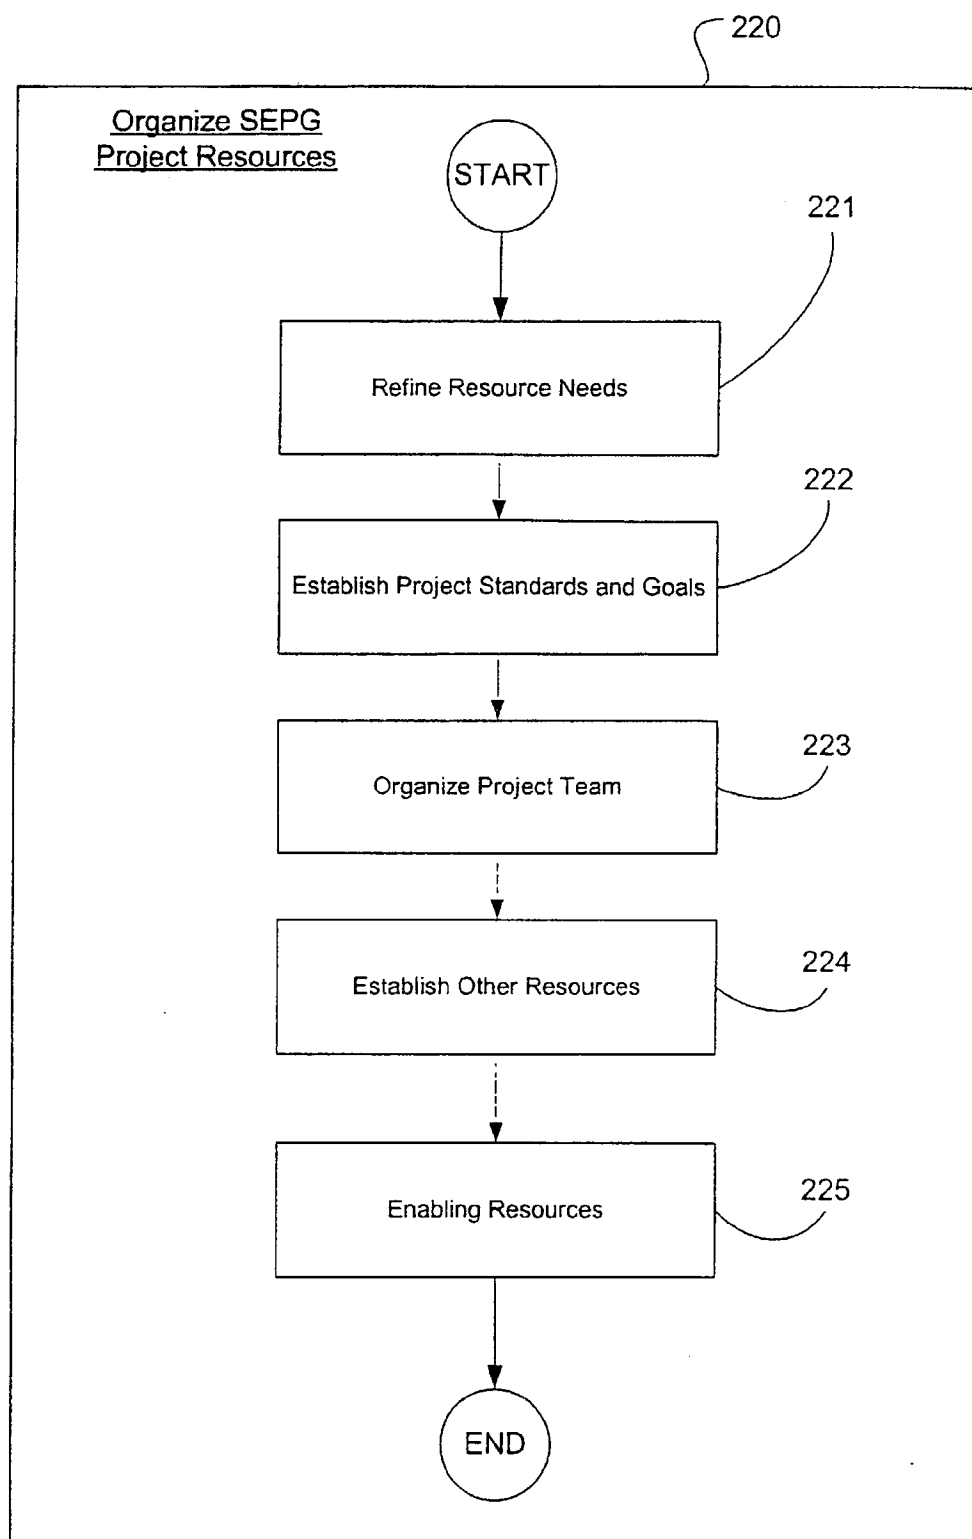 220
Organize SEPG
Project Resources
START
221
Refine Resource Needs
222
Establish Project Standards and Goals
223
Organize Project Team
224
Establish Other Resources
225
Enabling Resources
END